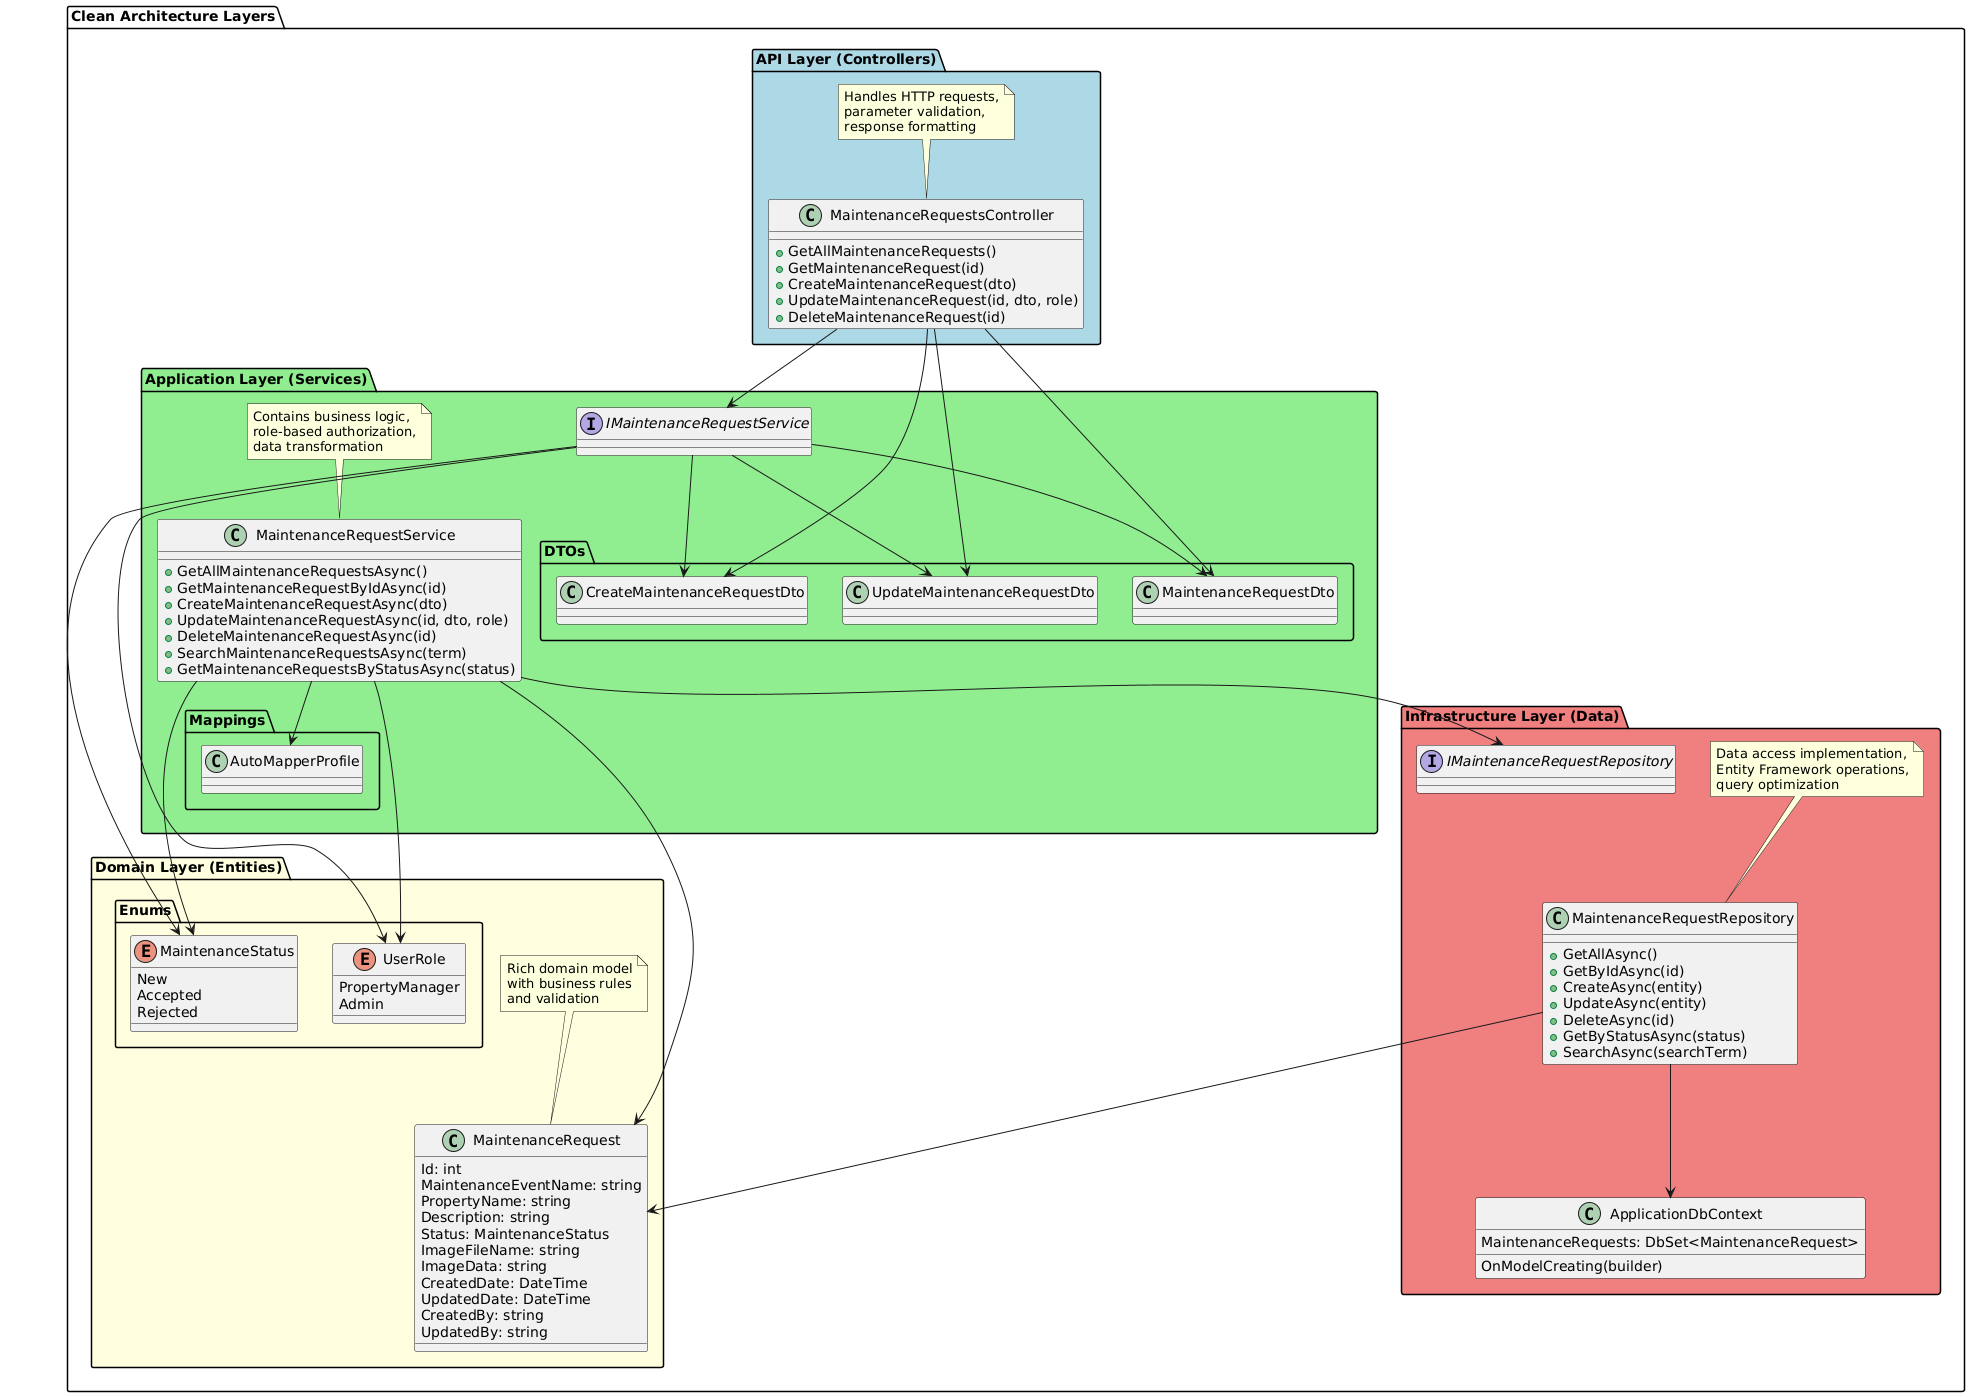 Clean Architecture Layers
API Layer (Controllers)
Handles HTTP requests,
parameter validation,
response formatting
C MaintenanceRequestsController
GetAllMaintenanceRequests()
GetMaintenanceRequest(id)
CreateMaintenanceRequest(dto)
UpdateMaintenanceRequest(id, dto, role)
DeleteMaintenanceRequest(id)
Application Layer (Services)
Contains business logic,
role-based authorization,
data transformation
I IMaintenanceRequestService
C MaintenanceRequestService
GetAllMaintenanceRequestsAsync()
GetMaintenanceRequestByIdAsync(id)
CreateMaintenanceRequestAsync(dto)
UpdateMaintenanceRequestAsync(id, dto, role)
DeleteMaintenanceRequestAsync(id)
SearchMaintenanceRequestsAsync(term)
GetMaintenanceRequestsByStatusAsync(status)
DTOs
C CreateMaintenanceRequestDto
C UpdateMaintenanceRequestDto
C MaintenanceRequestDto
Mappings
C AutoMapperProfile
Infrastructure Layer (Data)
I IMaintenanceRequestRepository
Data access implementation,
Entity Framework operations,
query optimization
C MaintenanceRequestRepository
GetAllAsync()
GetByIdAsync(id)
CreateAsync(entity)
UpdateAsync(entity)
DeleteAsync(id)
GetByStatusAsync(status)
SearchAsync(searchTerm)
C ApplicationDbContext
MaintenanceRequests: DbSet<MaintenanceRequest>
OnModelCreating(builder)
Domain Layer (Entities)
Enums
E MaintenanceStatus
New
Accepted
Rejected
E UserRole
PropertyManager
Admin
Rich domain model
with business rules
and validation
C MaintenanceRequest
Id: int
MaintenanceEventName: string
PropertyName: string
Description: string
Status: MaintenanceStatus
ImageFileName: string
ImageData: string
CreatedDate: DateTime
UpdatedDate: DateTime
CreatedBy: string
UpdatedBy: string